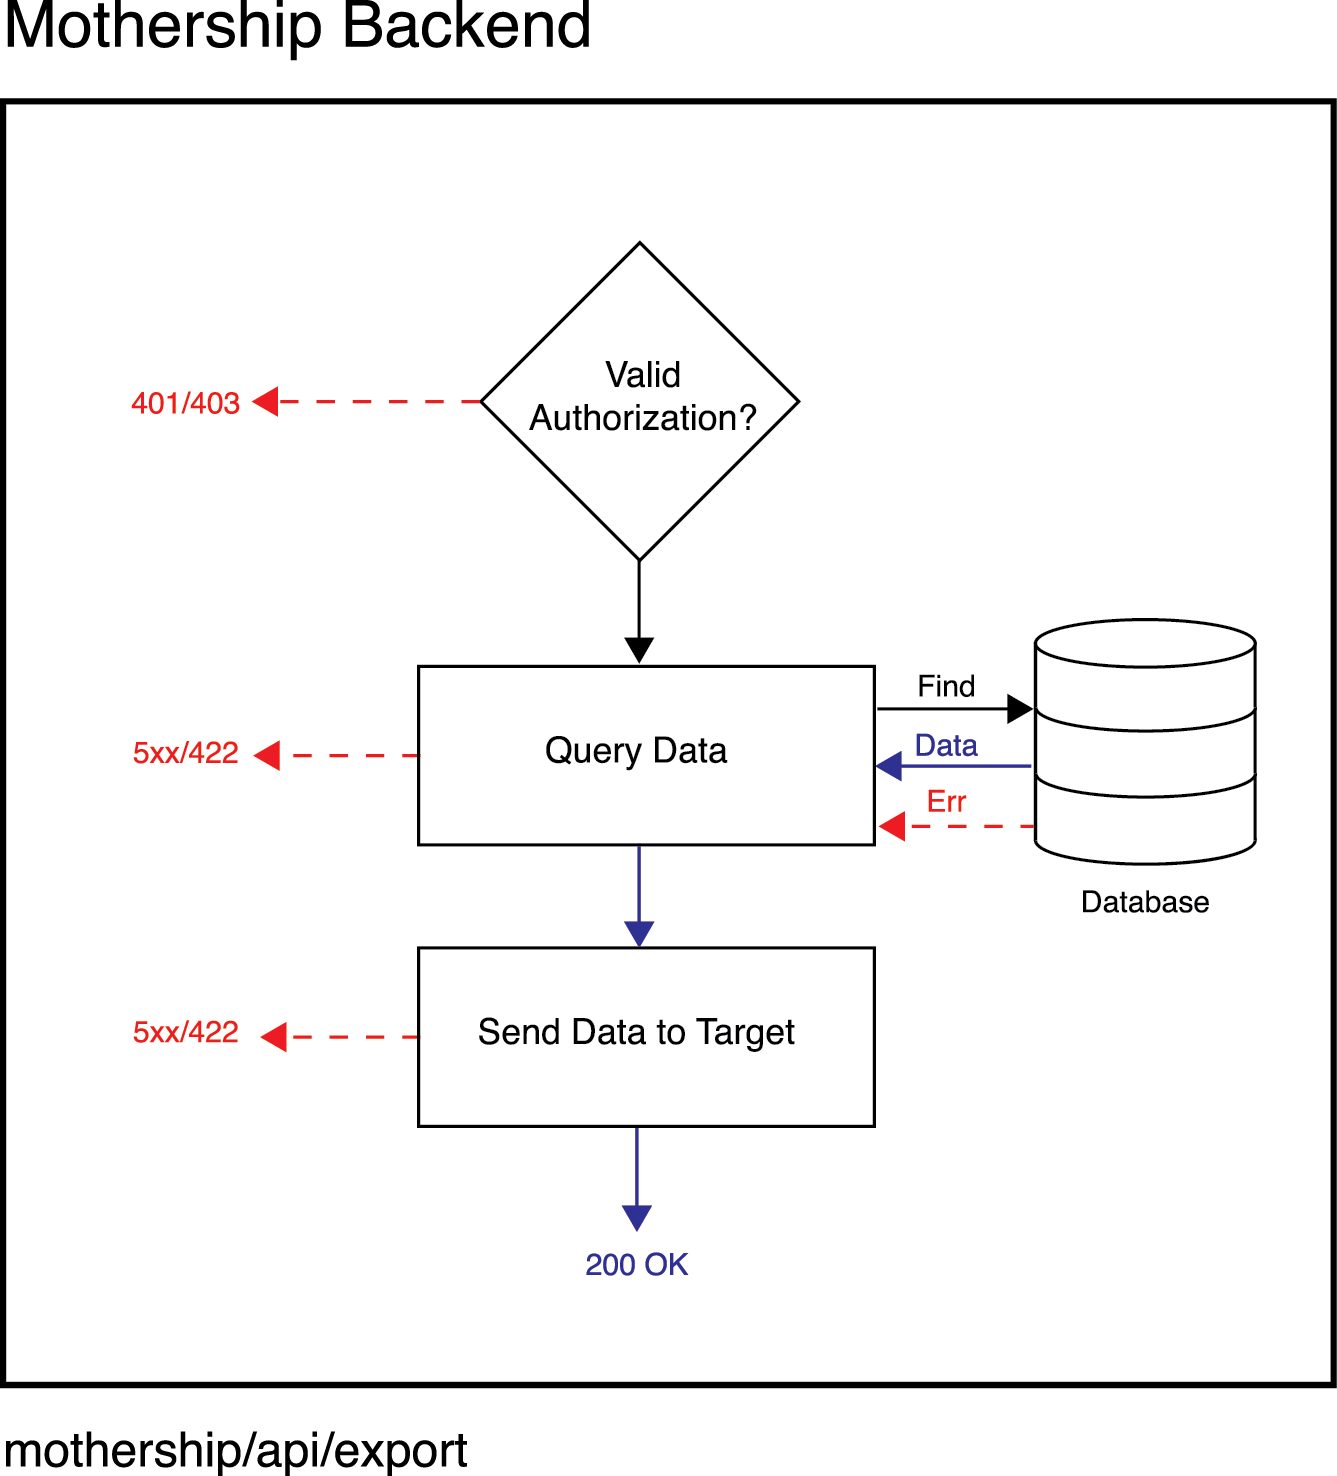 Mothership Backend
Valid
Authorization?
401/403
Find
Data
Err
Query Data
5xx/422
Database
Send Data to Target
5xx/422
200 OK
mothership/api/export